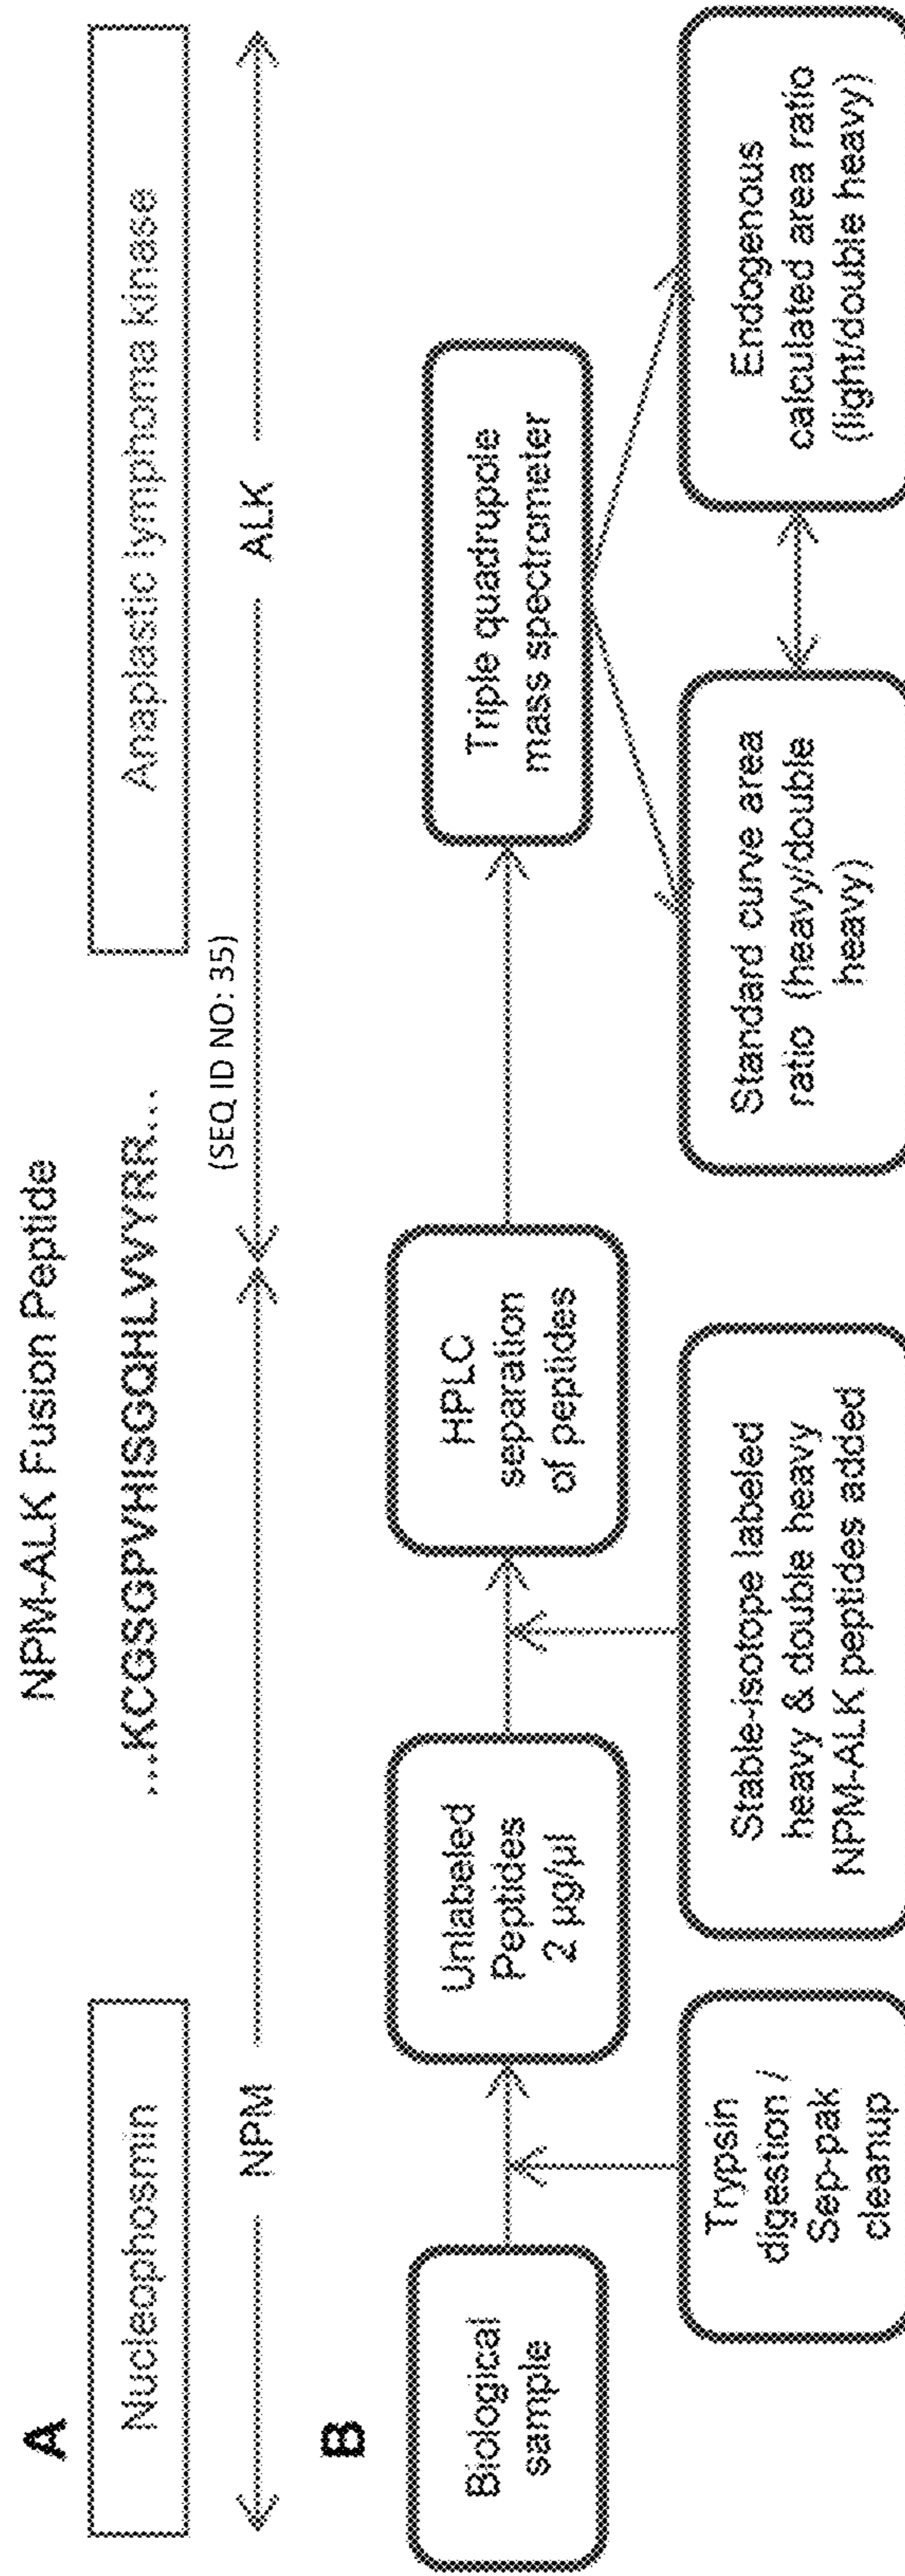 A
NPM-ALK Fusion Peptide
Nucleophosmin
...KCGSGPVHISGQHLVVYRR...
Anaplastic lymphoma kinase
(SEQ ID NO: 35)
NPM
ALK
B
Biological
sample
Trypsin
digestion /
Sep-pak
cleanup
Unlabeled
Peptides
2 µg/µl
Stable-isotope labeled
heavy & double heavy
NPM-ALK peptides added
HPLC
separation
of peptides
Triple quadrupole
mass spectrometer
Standard curve area
ratio (heavy/double
heavy)
Endogenous
calculated area ratio
(light/double heavy)